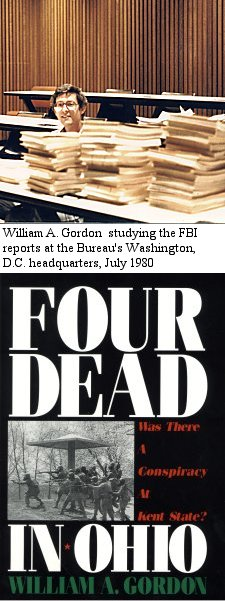 William A. Gordon studying the FBI
reports at the Bureau's Washington,
D.C. headquarters, July 1980
FOUR
DEAD
Was There
A
Conspiracy
At
Kent State?
IN★OHIO
WILLIAM A. GORDON